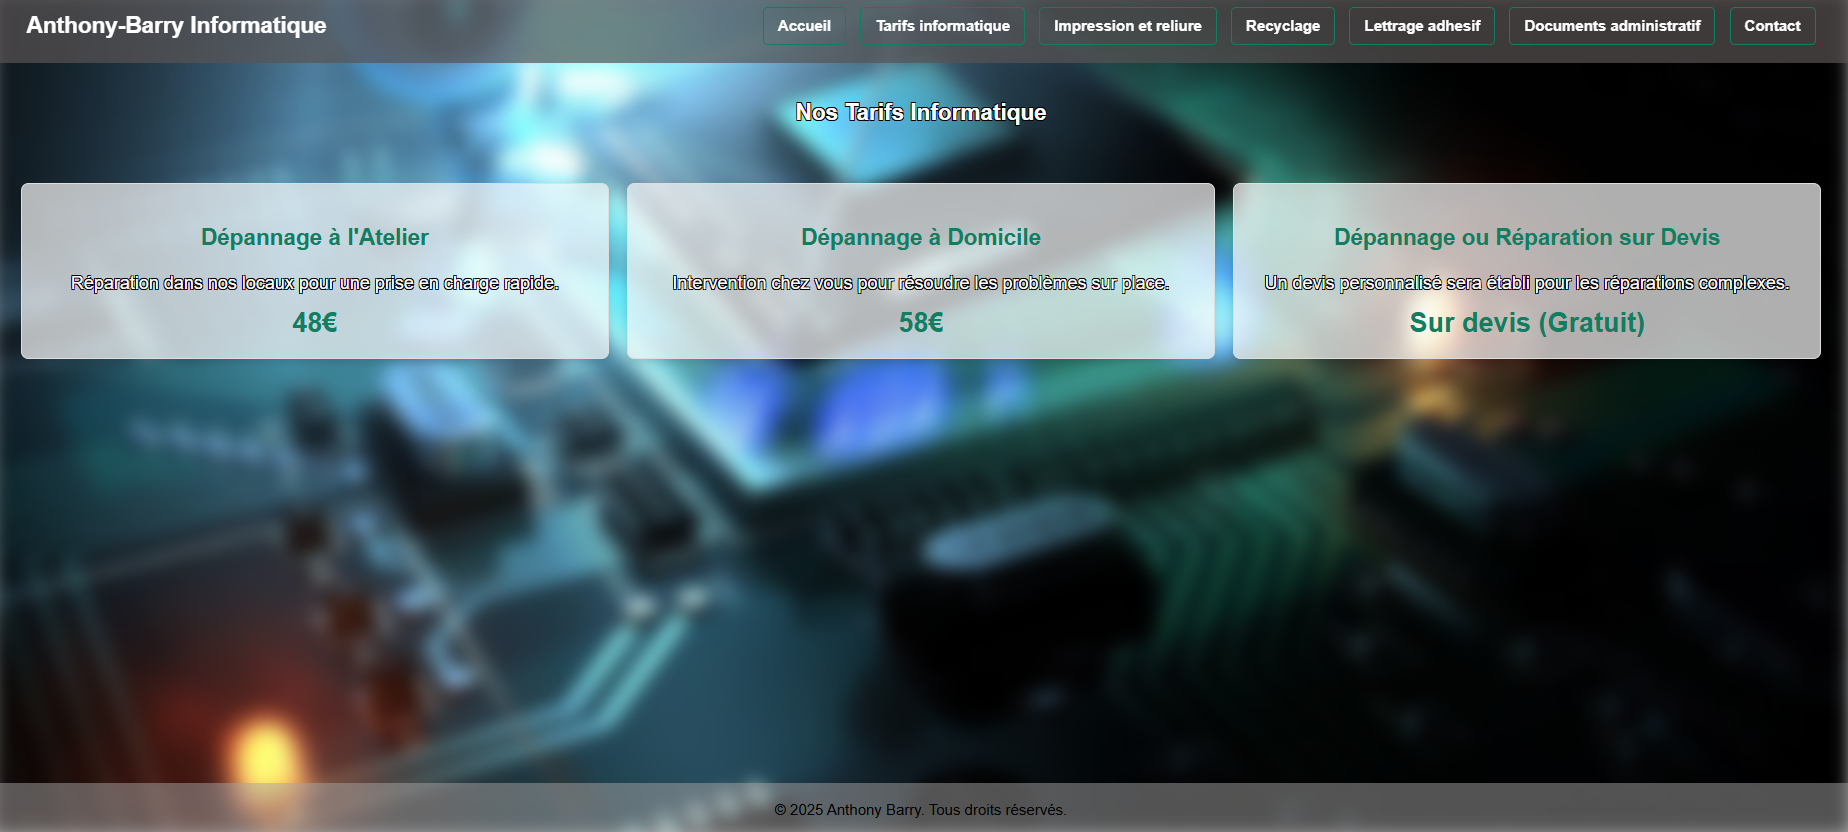 Anthony-Barry Informatique
Accueil
Tarifs informatique
Impression et reliure
Recyclage
Lettrage adhesif
Documents administratif
Contact
Nos Tarifs Informatique
Dépannage à l'Atelier
Réparation dans nos locaux pour une prise en charge rapide.
48€
Dépannage à Domicile
Intervention chez vous pour résoudre les problèmes sur place.
58€
Dépannage ou Réparation sur Devis
Un devis personnalisé sera établi pour les réparations complexes.
Sur devis (Gratuit)
© 2025 Anthony Barry. Tous droits réservés.